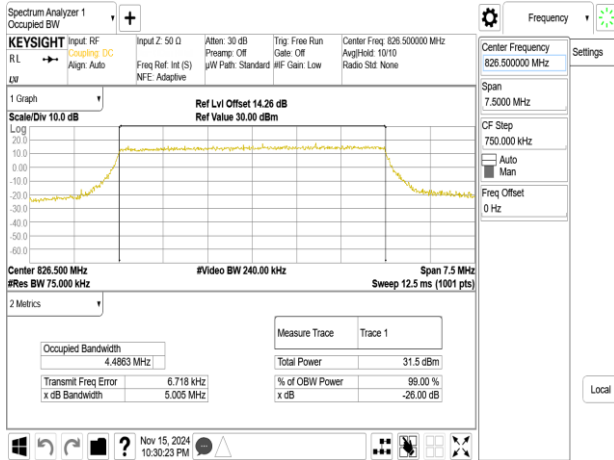 Spectrum Analyzer 1
Occupied BW
Frequency
KEYSIGHT
RL
LXI
Input: RF
Coupling: DC
Align: Auto
Input Z: 50 Ω
Freq Ref: Int (S)
NFE: Adaptive
Atten: 30 dB
Preamp: Off
µW Path: Standard
Trig: Free Run
Gate: Off
#IF Gain: Low
Center Freq: 826.500000 MHz
Avg|Hold: 10/10
Radio Std: None
Center Frequency
826.500000 MHz
Settings
Span
7.5000 MHz
CF Step
750.000 kHz
Auto
Man
Freq Offset
0 Hz
Local
1 Graph
Scale/Div 10.0 dB
Ref Lvl Offset 14.26 dB
Ref Value 30.00 dBm
Log
20.0
10.0
0.00
-10.0
-20.0
-30.0
-40.0
-50.0
-60.0
Center 826.500 MHz
#Video BW 240.00 kHz
Span 7.5 MHz
#Res BW 75.000 kHz
Sweep 12.5 ms (1001 pts)
2 Metrics
Measure Trace Trace 1
Occupied Bandwidth
4.4863 MHz
Total Power 31.5 dBm
Transmit Freq Error 6.718 kHz
% of OBW Power 99.00 %
x dB Bandwidth 5.005 MHz
x dB -26.00 dB
Nov 15, 2024
10:30:23 PM